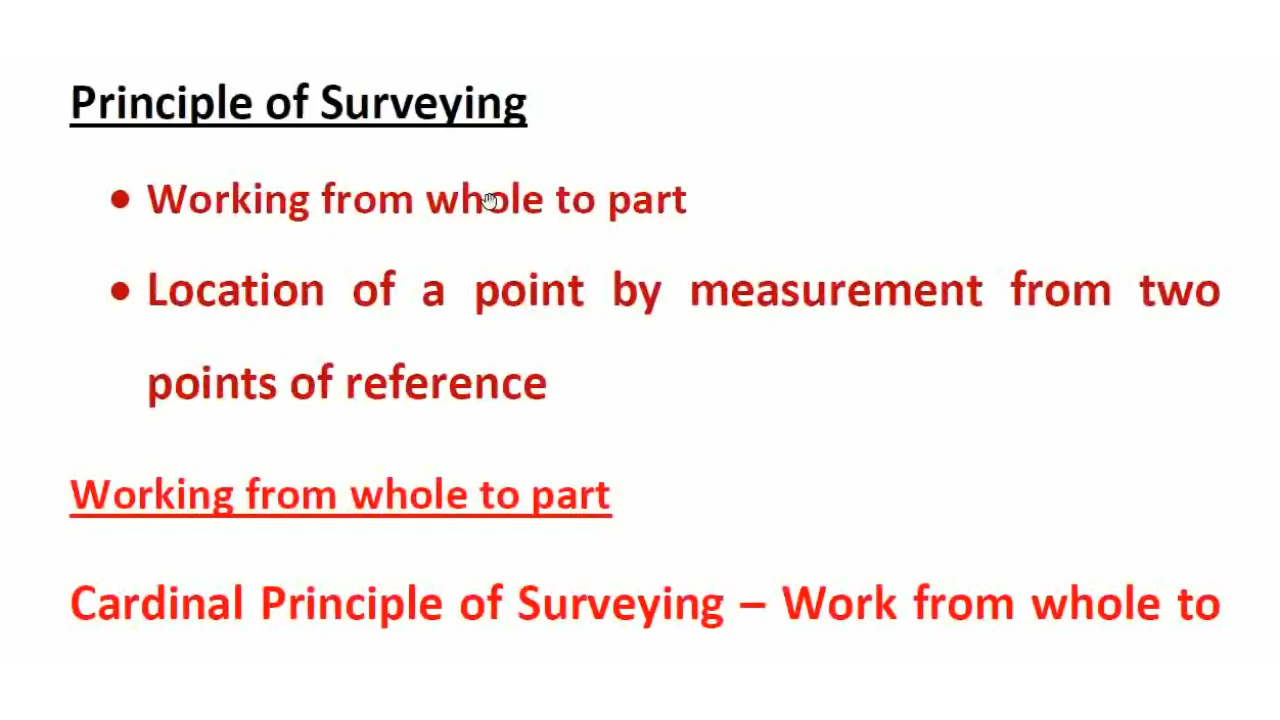 Principle of Surveying
• Working from whole to part
• Location of a point by measurement from two
points of reference
Working from whole to part
Cardinal Principle of Surveying – Work from whole to